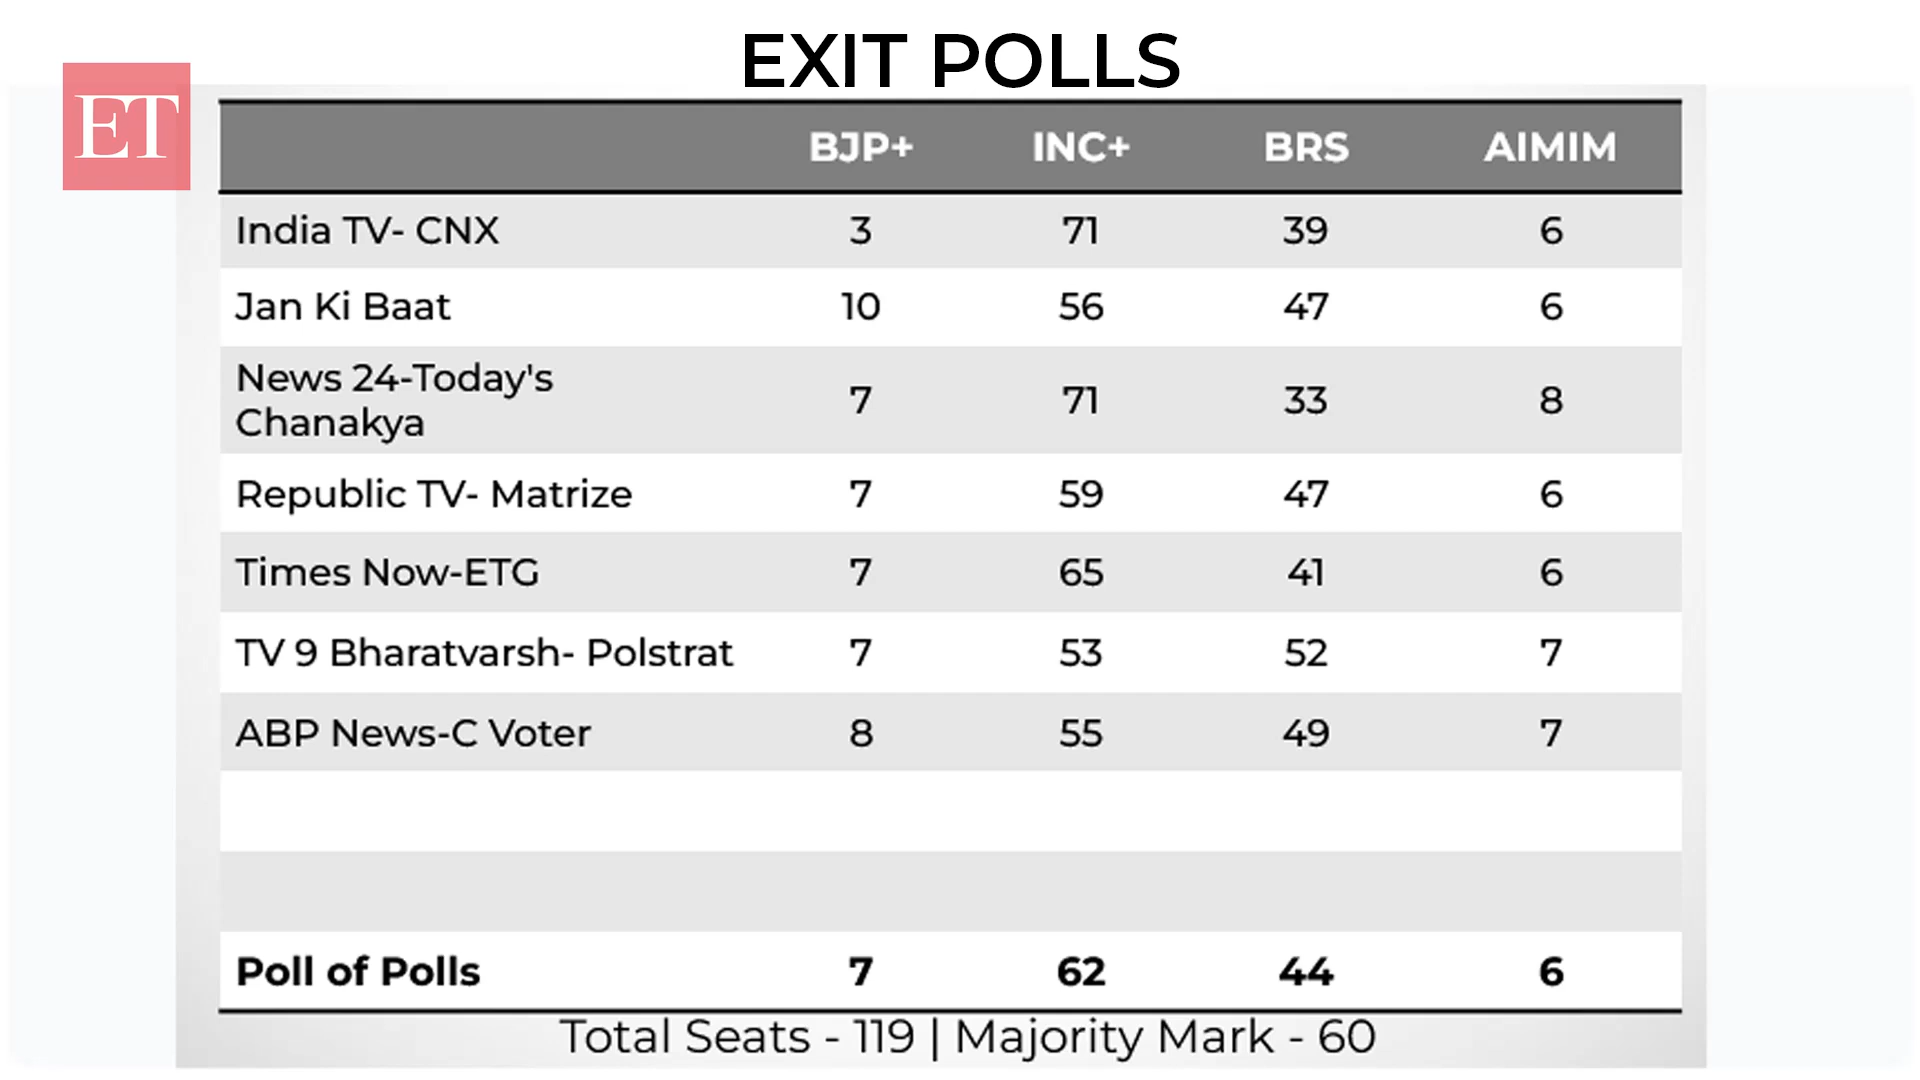 EXIT POLLS
ET
BJP+ INC+ BRS AIMIM
India TV- CNX 3 71 39 6
Jan Ki Baat 10 56 47 6
News 24-Today's
Chanakya 7 71 33 8
Republic TV- Matrize 7 59 47 6
Times Now-ETG 7 65 41 6
TV 9 Bharatvarsh- Polstrat 7 53 52 7
ABP News-C Voter 8 55 49 7
Poll of Polls 7 62 44 6
Total Seats - 119 | Majority Mark - 60